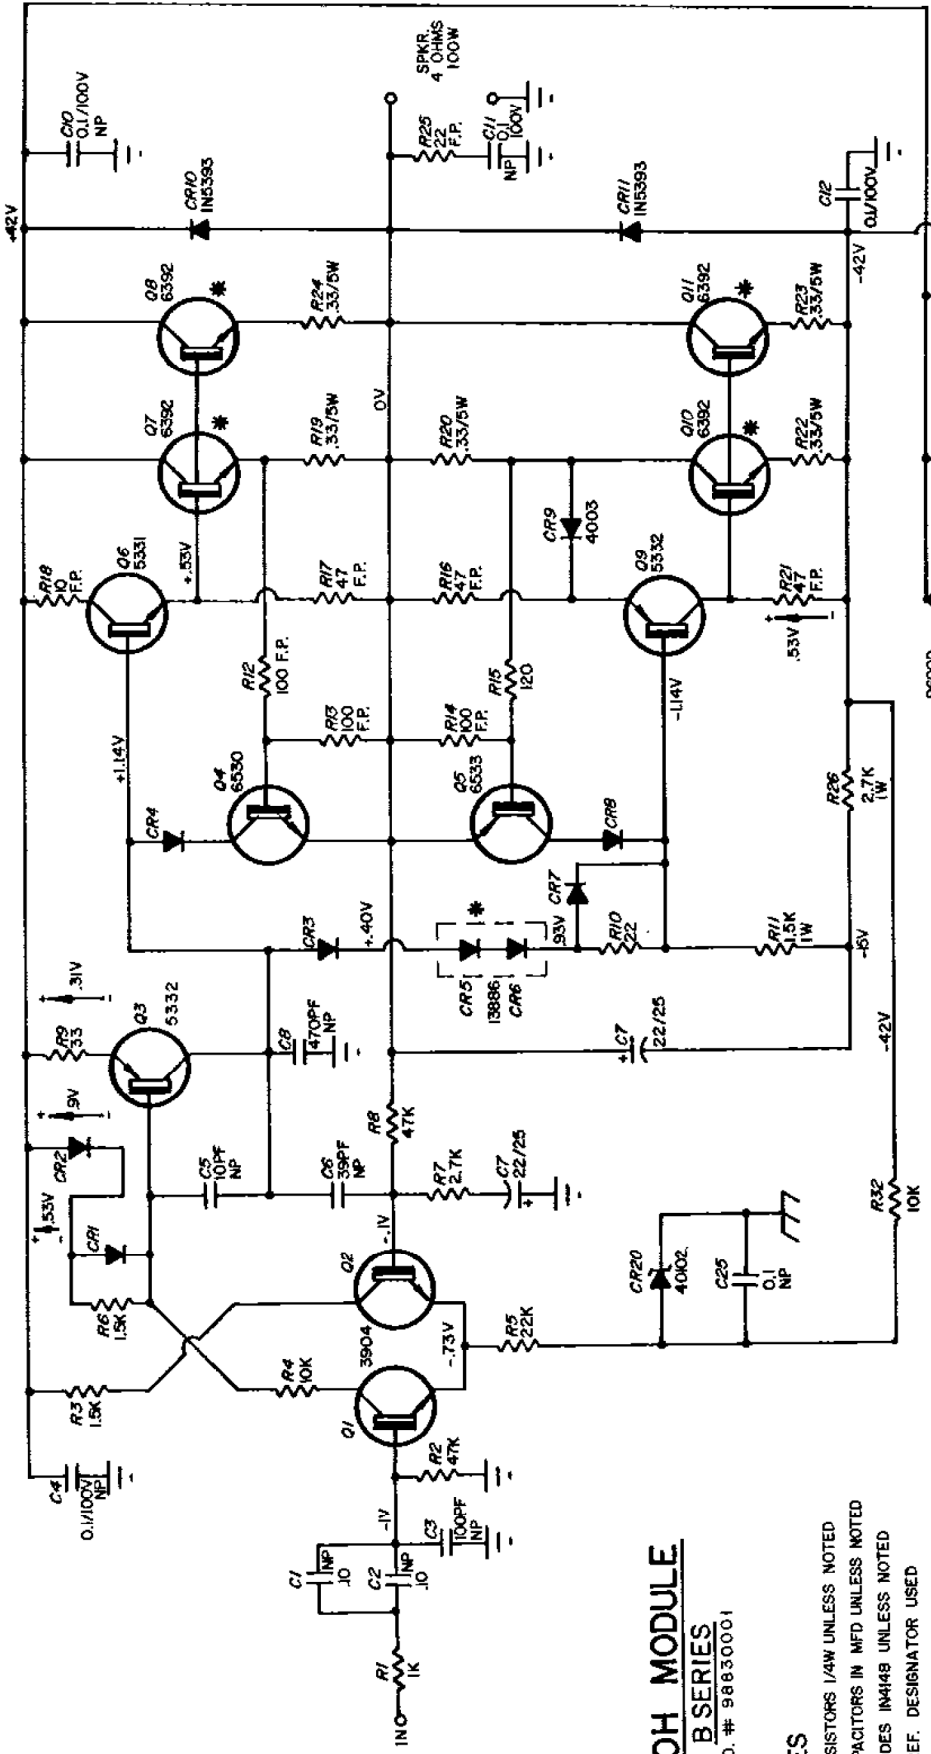 +42V
C10
0.1/100V
NP
SPKR.
4 OHMS
100W
CR10
1N5393
R25
22
F.P.
C11
0.1
100V
NP
CR11
1N5393
C12
0.1/100V
-42V
Q8
6392
*
R24
.33/5W
Q11
6392
*
R23
.33/5W
Q7
6392
*
R19
.33/5W
0V
R20
.33/5W
Q10
6392
*
R22
.33/5W
R18
10
F.P.
Q6
5331
+.53V
R17
47
F.P.
R16
47
F.P.
CR9
4003
Q9
5332
R21
47
F.P.
+
.53V
-
R12
100 F.P.
R15
120
+1.14V
R13
100
F.P.
R14
100
F.P.
-1.14V
CR4
Q4
6530
Q5
6533
CR8
R26
2.7K
1W
CR7
CR3
+.40V
*
CR5
13886
CR6
.93V
R10
22
R11
1.5K
1W
-15V
-42V
+
.31V
-
R9
33
Q3
5332
C8
470PF
NP
+C7
22/25
+
.9V
-
CR2
C5
10PF
NP
C6
39PF
NP
R8
47K
R7
2.7K
C7
22/25
+
+
.53V
-
CR1
R6
1.5K
-.1V
Q2
3904
-.73V
R5
22K
CR20
40102
C25
0.1
NP
R32
10K
R3
1.5K
R4
10K
Q1
C4
0.1/100V
NP
R2
47K
-.1V
C3
100PF
NP
C1
NP
.10
C2
NP
.10
R1
1K
IN
OH MODULE
B SERIES
D. # 98830001
ES
SISTORS 1/4W UNLESS NOTED
PACITORS IN MFD UNLESS NOTED
DES IN4148 UNLESS NOTED
EF. DESIGNATOR USED